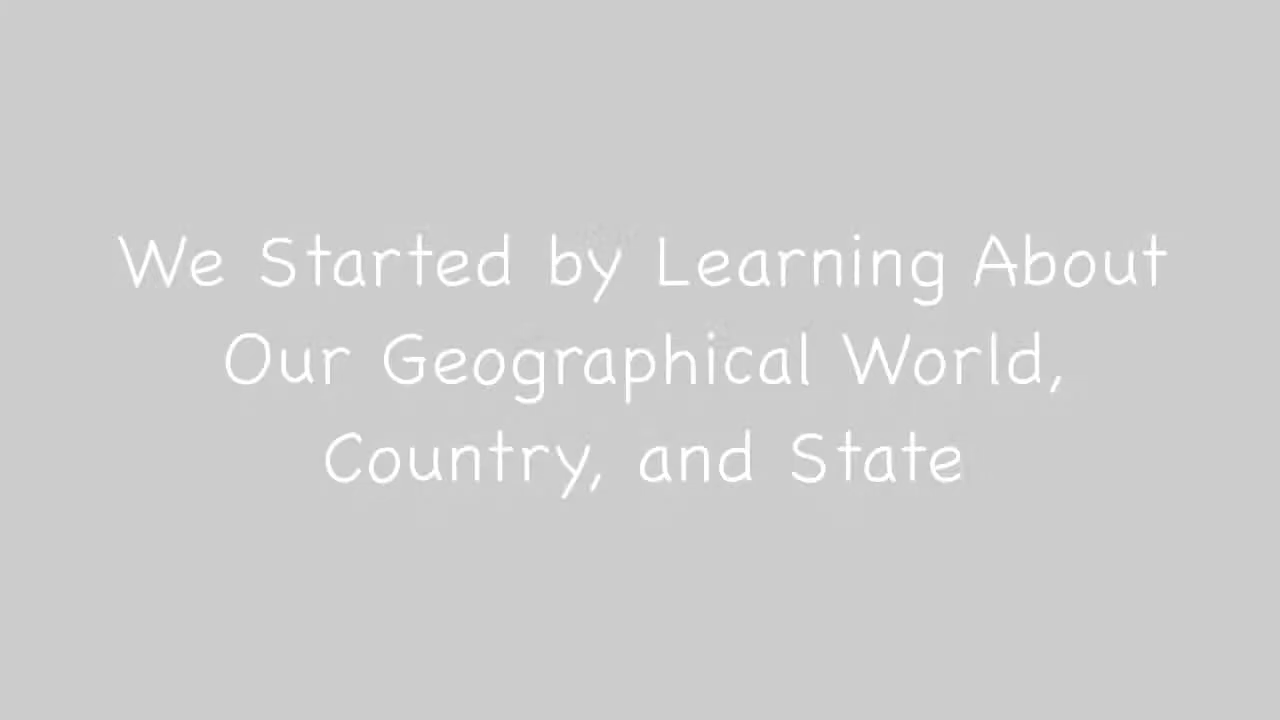 We Started by Learning About
Our Geographical World,
Country, and State